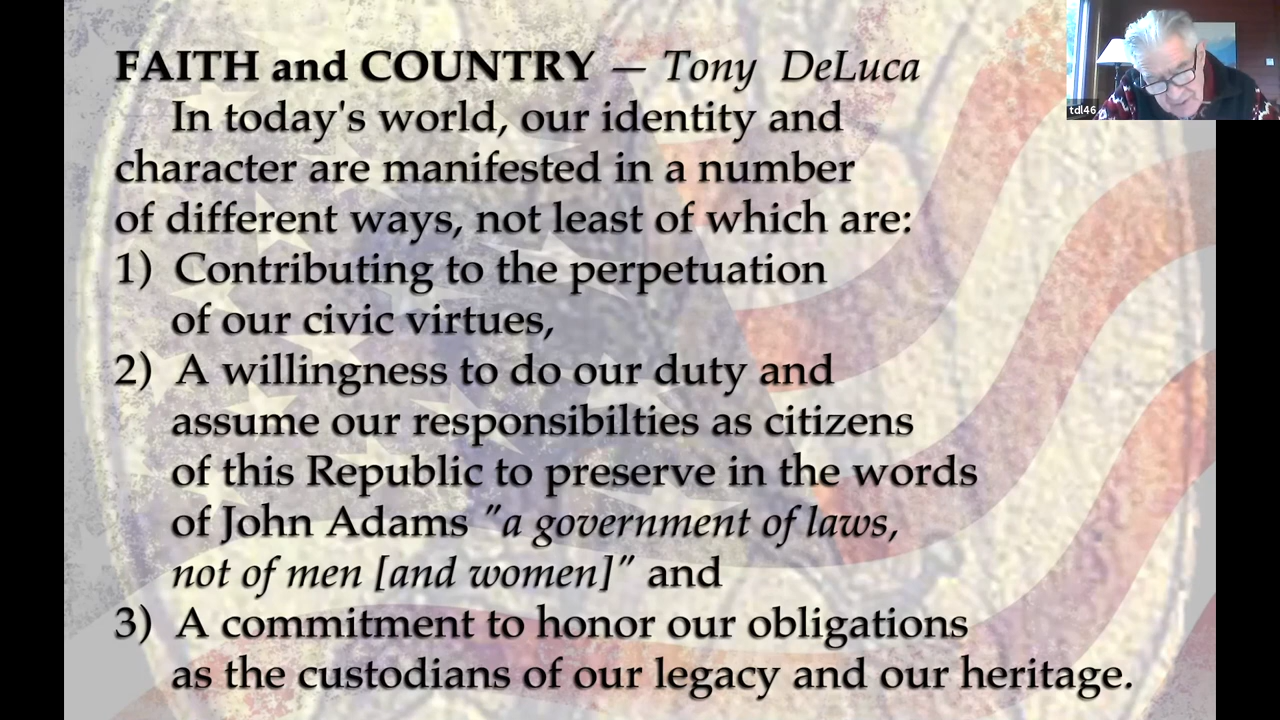 FAITH and COUNTRY — Tony DeLuca
In today's world, our identity and
character are manifested in a number
of different ways, not least of which are:
1) Contributing to the perpetuation
of our civic virtues,
2) A willingness to do our duty and
assume our responsibilties as citizens
of this Republic to preserve in the words
of John Adams "a government of laws,
not of men [and women]" and
3) A commitment to honor our obligations
as the custodians of our legacy and our heritage.
tdl46